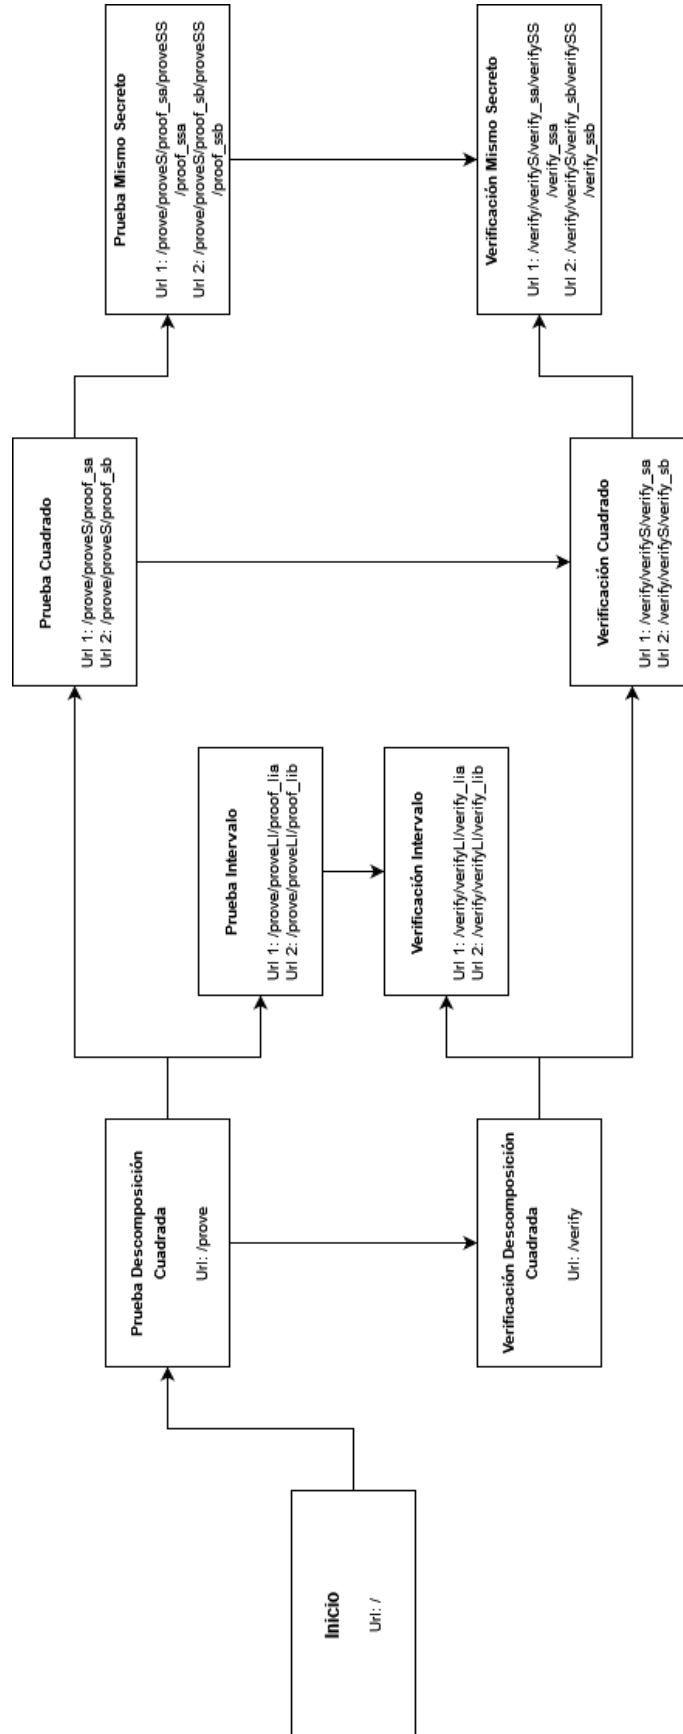 Inicio
Url: /
Prueba Descomposición
Cuadrada
Url: /prove
Verificación Descomposición
Cuadrada
Url: /verify
Prueba Intervalo
Url 1: /prove/proveLI/proof_lia
Url 2: /prove/proveLI/proof_lib
Verificación Intervalo
Url 1: /verify/verifyLI/verify_lia
Url 2: /verify/verifyLI/verify_lib
Prueba Cuadrado
Url 1: /prove/proveS/proof_sa
Url 2: /prove/proveS/proof_sb
Verificación Cuadrado
Url 1: /verify/verifyS/verify_sa
Url 2: /verify/verifyS/verify_sb
Prueba Mismo Secreto
Url 1: /prove/proveS/proof_sa/proveSS
/proof_ssa
Url 2: /prove/proveS/proof_sb/proveSS
/proof_ssb
Verificación Mismo Secreto
Url 1: /verify/verifyS/verify_sa/verifySS
/verify_ssa
Url 2: /verify/verifyS/verify_sb/verifySS
/verify_ssb